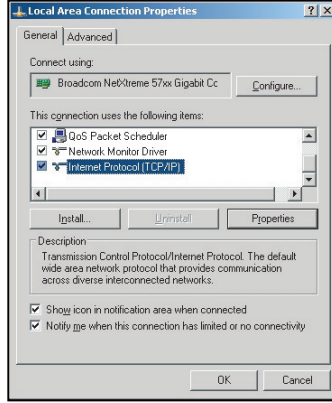 Local Area Connection Properties
General Advanced
Connect using:
Broadcom NetXtreme 57xx Gigabit Cc
Configure...
This connection uses the following items:
QoS Packet Scheduler
Network Monitor Driver
Internet Protocol (TCP/IP)
Install... Uninstall Properties
Description
Transmission Control Protocol/Internet Protocol. The default
wide area network protocol that provides communication
across diverse interconnected networks.
Show icon in notification area when connected
Notify me when this connection has limited or no connectivity
OK Cancel